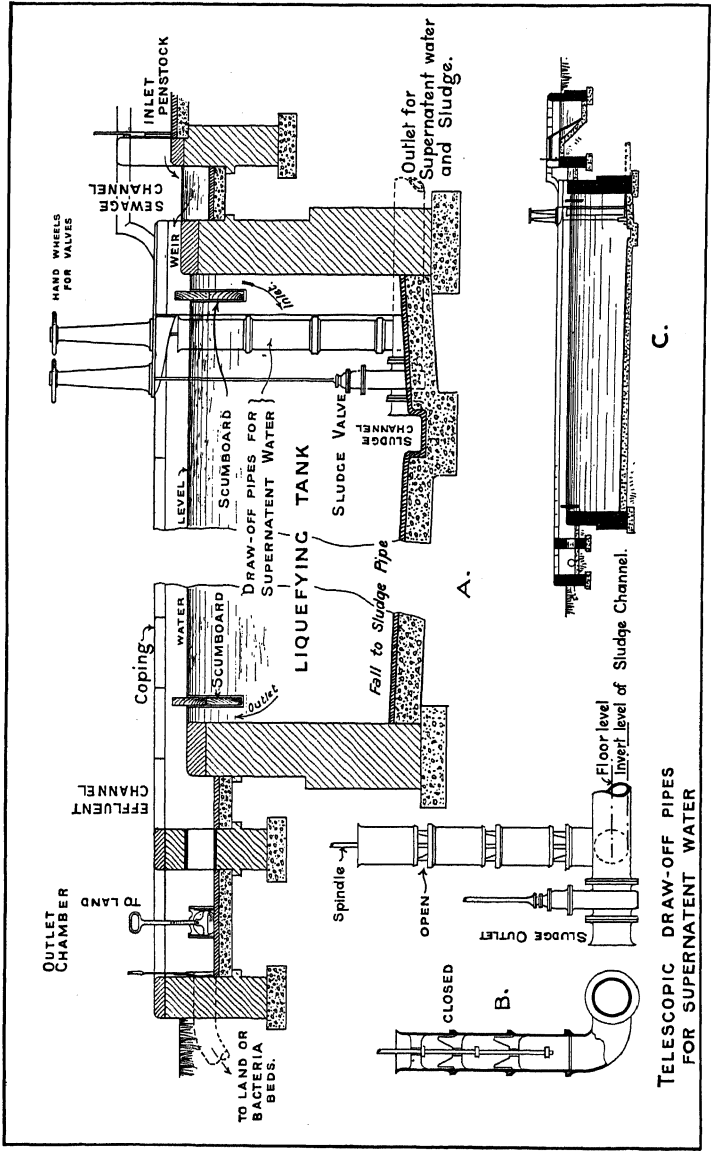 OUTLET
CHAMBER
TO LAND
EFFLUENT
CHANNEL
Coping
WATER
LEVEL
HAND WHEELS
FOR VALVES
SEWAGE
CHANNEL
INLET
PENSTOCK
WEIR
SCUMBOARD
Outlet
SCUMBOARD
Inlet.
DRAW-OFF PIPES FOR
SUPERNATENT WATER
LIQUEFYING TANK
SLUDGE VALVE
SLUDGE
CHANNEL
Outlet for
Supernatent water
and Sludge.
Fall to Sludge Pipe
TO LAND OR
BACTERIA
BEDS.
A.
CLOSED
B.
Spindle
OPEN
SLUDGE OUTLET
Floor level
Invert level of Sludge Channel.
C.
TELESCOPIC DRAW-OFF PIPES
FOR SUPERNATENT WATER